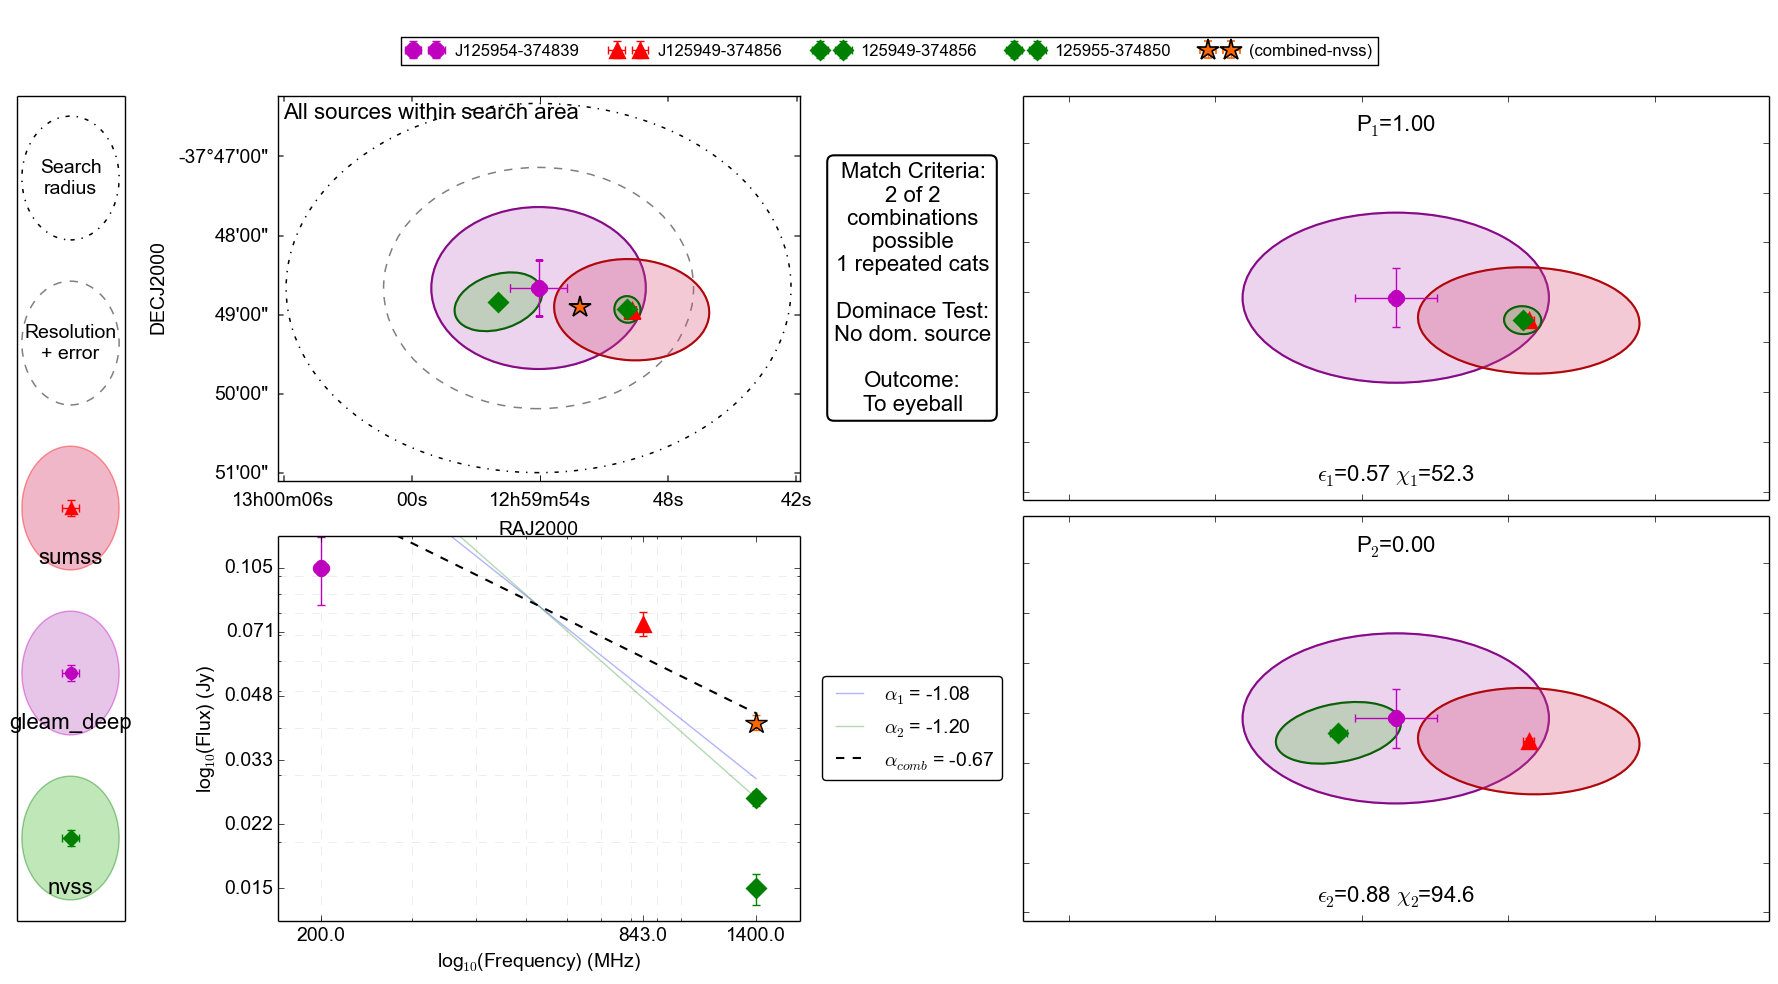 J125954-374839 J125949-374856 125949-374856 125955-374850 (combined-nvss)
Search
radius
Resolution
+ error
sumss
gleam_deep
nvss
All sources within search area
DECJ2000
-37°47'00"
48'00"
49'00"
50'00"
51'00"
13h00m06s 00s 12h59m54s 48s 42s
RAJ2000
Match Criteria:
2 of 2
combinations
possible
1 repeated cats
Dominace Test:
No dom. source
Outcome:
To eyeball
P₁=1.00
ϵ₁=0.57 χ₁=52.3
P₂=0.00
ϵ₂=0.88 χ₂=94.6
log₁₀(Flux) (Jy)
0.105
0.071
0.048
0.033
0.022
0.015
200.0 843.0 1400.0
log₁₀(Frequency) (MHz)
α₁ = -1.08
α₂ = -1.20
α_comb = -0.67